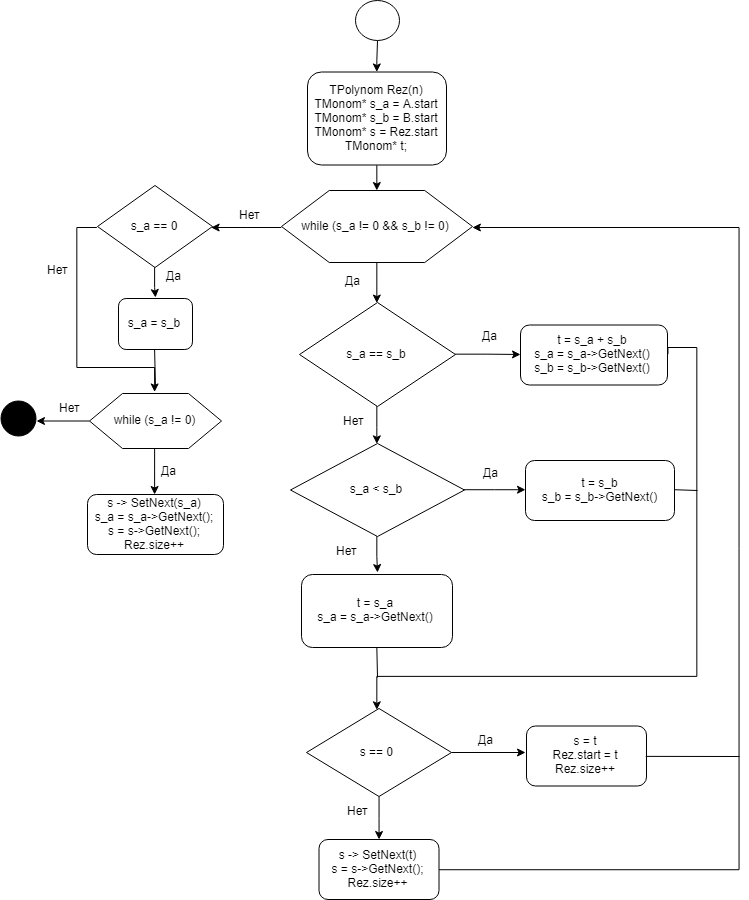 TPolynom Rez(n)
TMonom* s_a = A.start
TMonom* s_b = B.start
TMonom* s = Rez.start
TMonom* t;
while (s_a != 0 && s_b != 0)
Нет
s_a == 0
Нет
Да
s_a = s_b
while (s_a != 0)
Нет
Да
s -> SetNext(s_a)
s_a = s_a->GetNext();
s = s->GetNext();
Rez.size++
Да
s_a == s_b
Да
t = s_a + s_b
s_a = s_a->GetNext()
s_b = s_b->GetNext()
Нет
s_a < s_b
Да
t = s_b
s_b = s_b->GetNext()
Нет
t = s_a
s_a = s_a->GetNext()
s == 0
Да
s = t
Rez.start = t
Rez.size++
Нет
s -> SetNext(t)
s = s->GetNext();
Rez.size++